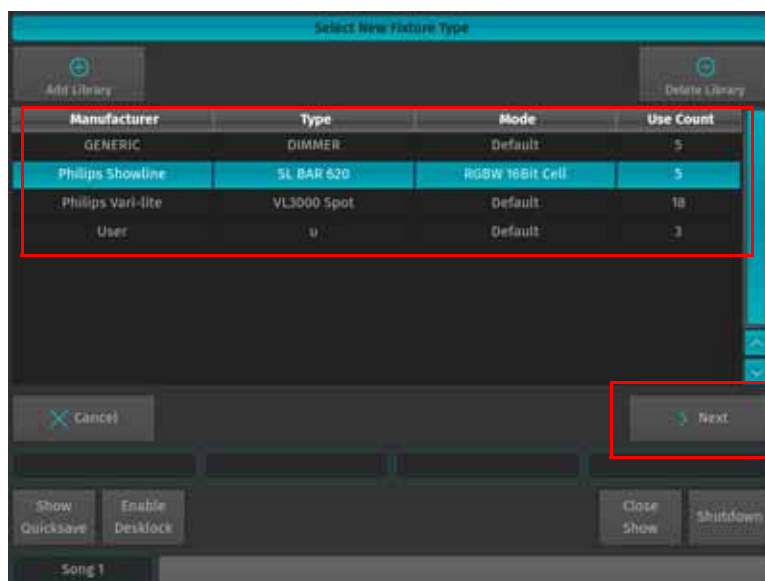 Select New Fixture Type
Add Library
Delete Library
Manufacturer Type Mode Use Count
GENERIC DIMMER Default 5
Philips Showline SL BAR 620 RGBW 16Bit Cell 5
Philips Vari-lite VL3000 Spot Default 18
User u Default 3
Cancel
Next
Show Quicksave
Enable Desklock
Close Show
Shutdown
Song 1